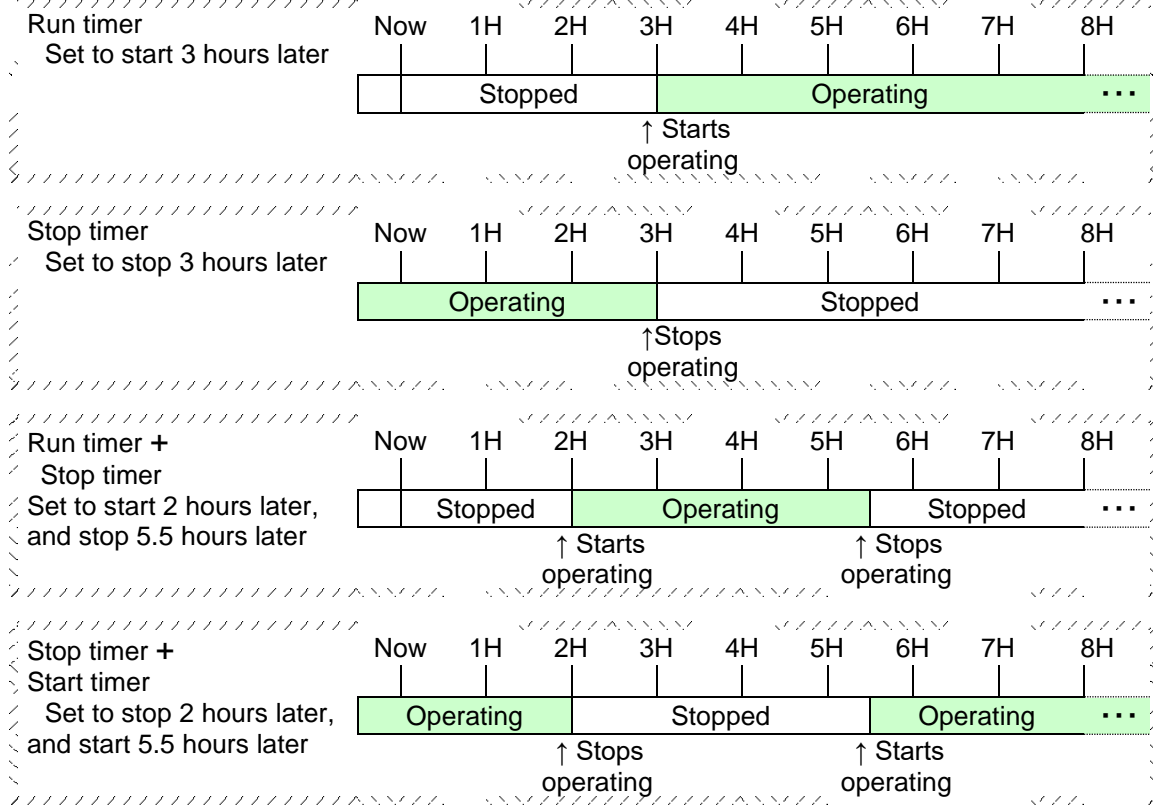 Run timer
Set to start 3 hours later
Now 1H 2H 3H 4H 5H 6H 7H 8H
Stopped Operating ···
↑ Starts
operating
Stop timer
Set to stop 3 hours later
Now 1H 2H 3H 4H 5H 6H 7H 8H
Operating Stopped ···
↑Stops
operating
Run timer +
Stop timer
Set to start 2 hours later,
and stop 5.5 hours later
Now 1H 2H 3H 4H 5H 6H 7H 8H
Stopped Operating Stopped ···
↑ Starts ↑ Stops
operating operating
Stop timer +
Start timer
Set to stop 2 hours later,
and start 5.5 hours later
Now 1H 2H 3H 4H 5H 6H 7H 8H
Operating Stopped Operating ···
↑ Stops ↑ Starts
operating operating